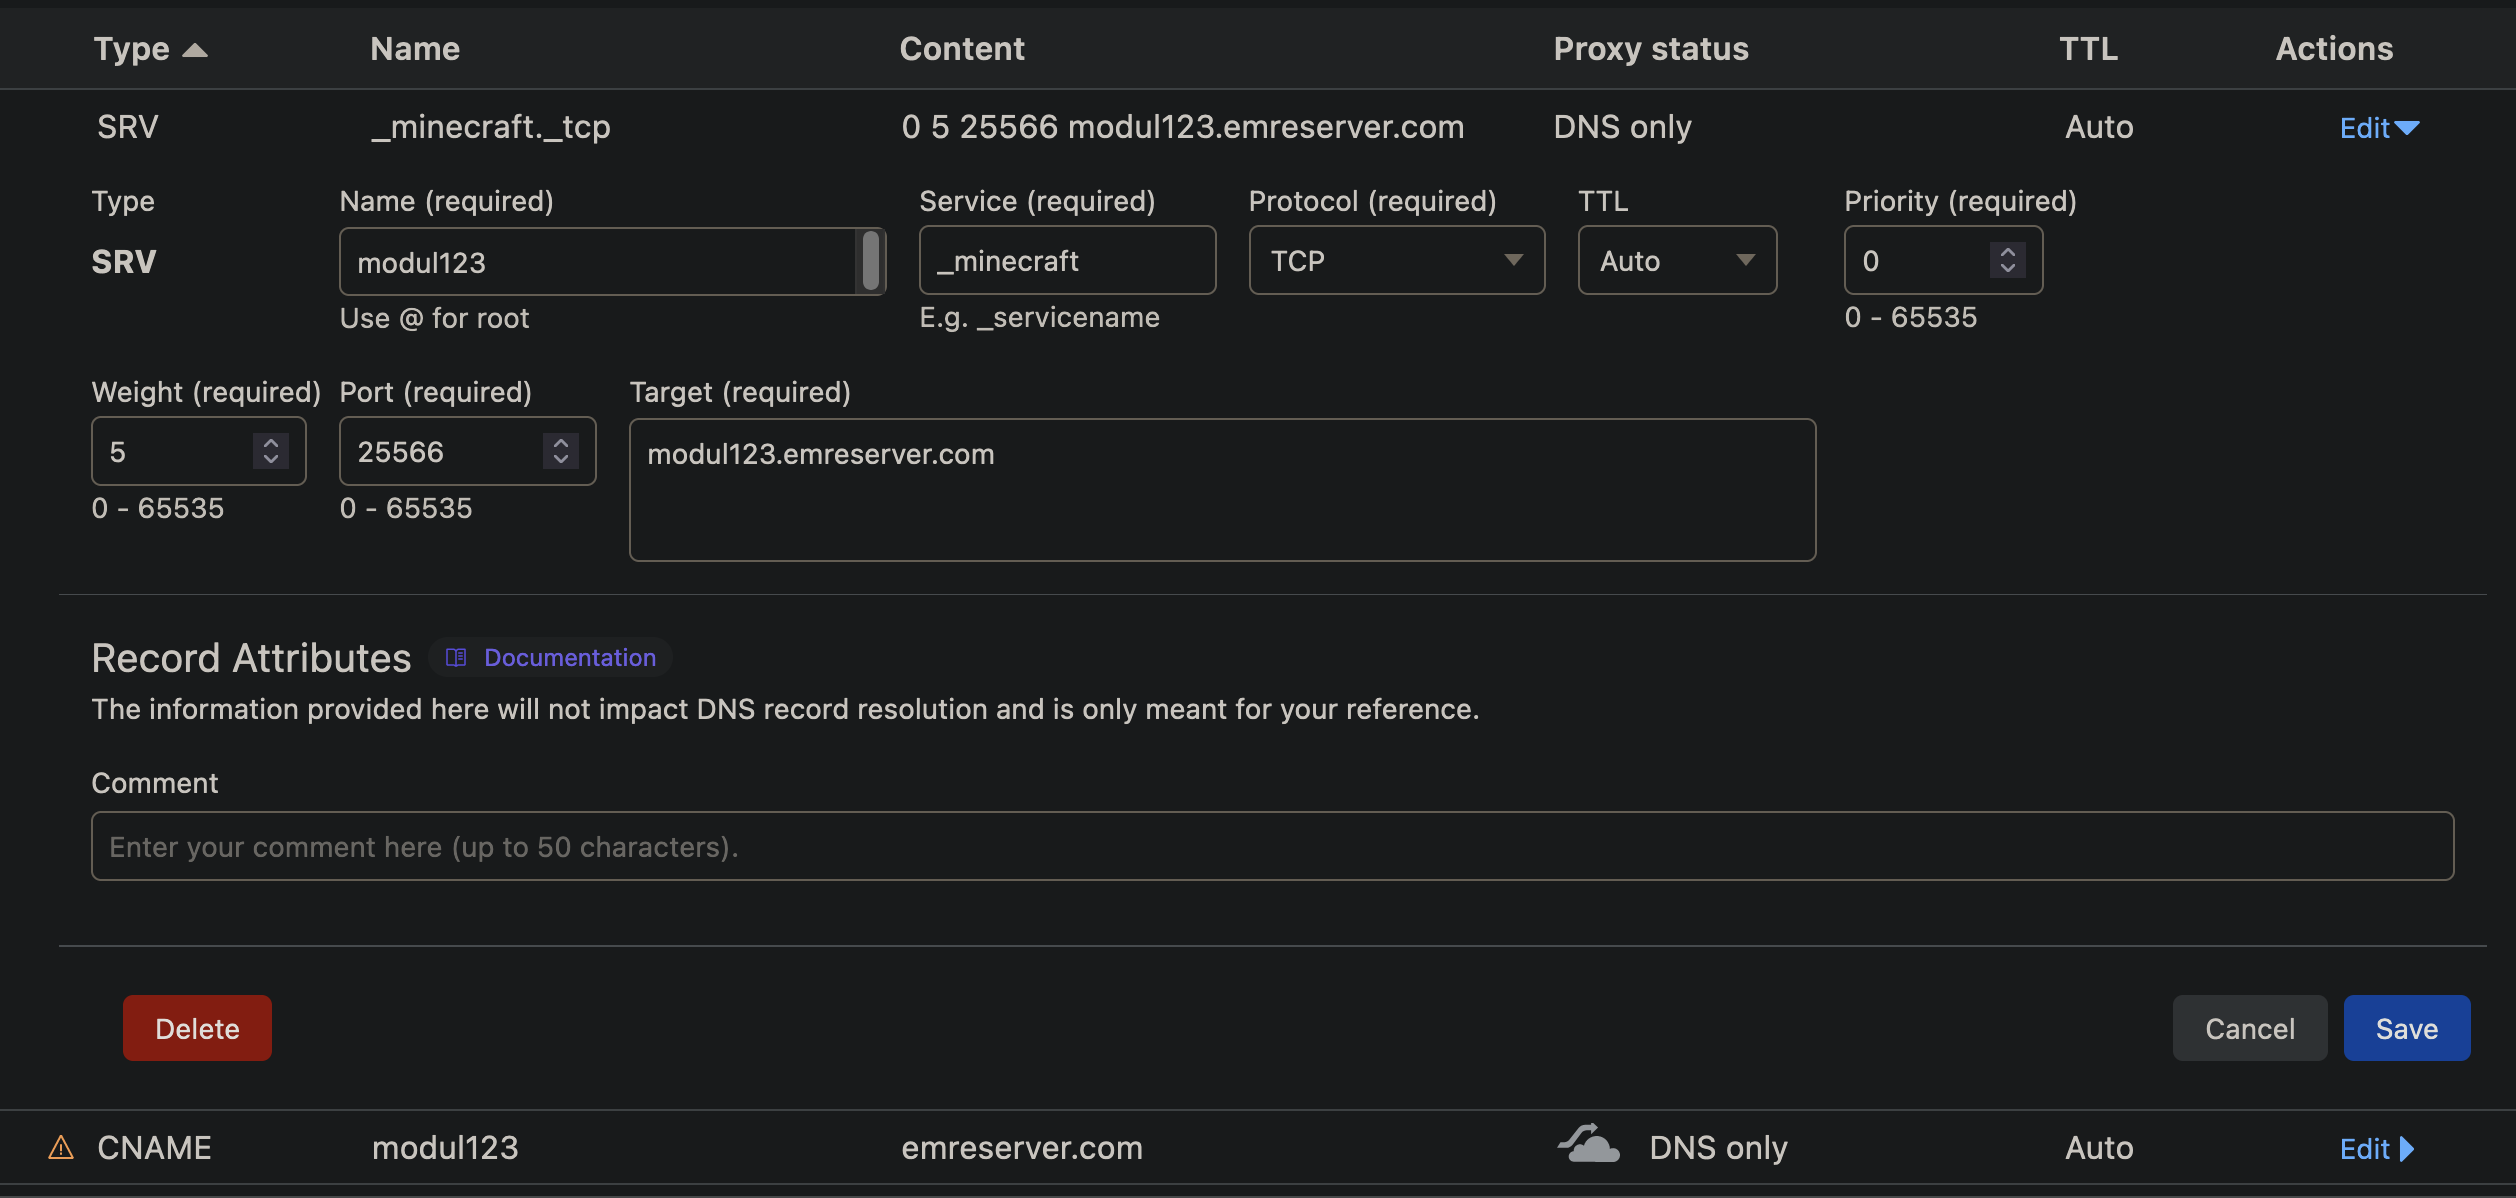 Type Name Content Proxy status TTL Actions
SRV _minecraft._tcp 0 5 25566 modul123.emreserver.com DNS only Auto Edit
Type Name (required) Service (required) Protocol (required) TTL Priority (required)
SRV modul123 _minecraft TCP Auto 0
Use @ for root E.g. _servicename 0 - 65535
Weight (required) Port (required) Target (required)
5 25566 modul123.emreserver.com
0 - 65535 0 - 65535
Record Attributes Documentation
The information provided here will not impact DNS record resolution and is only meant for your reference.
Comment
Enter your comment here (up to 50 characters).
Delete Cancel Save
CNAME modul123 emreserver.com DNS only Auto Edit